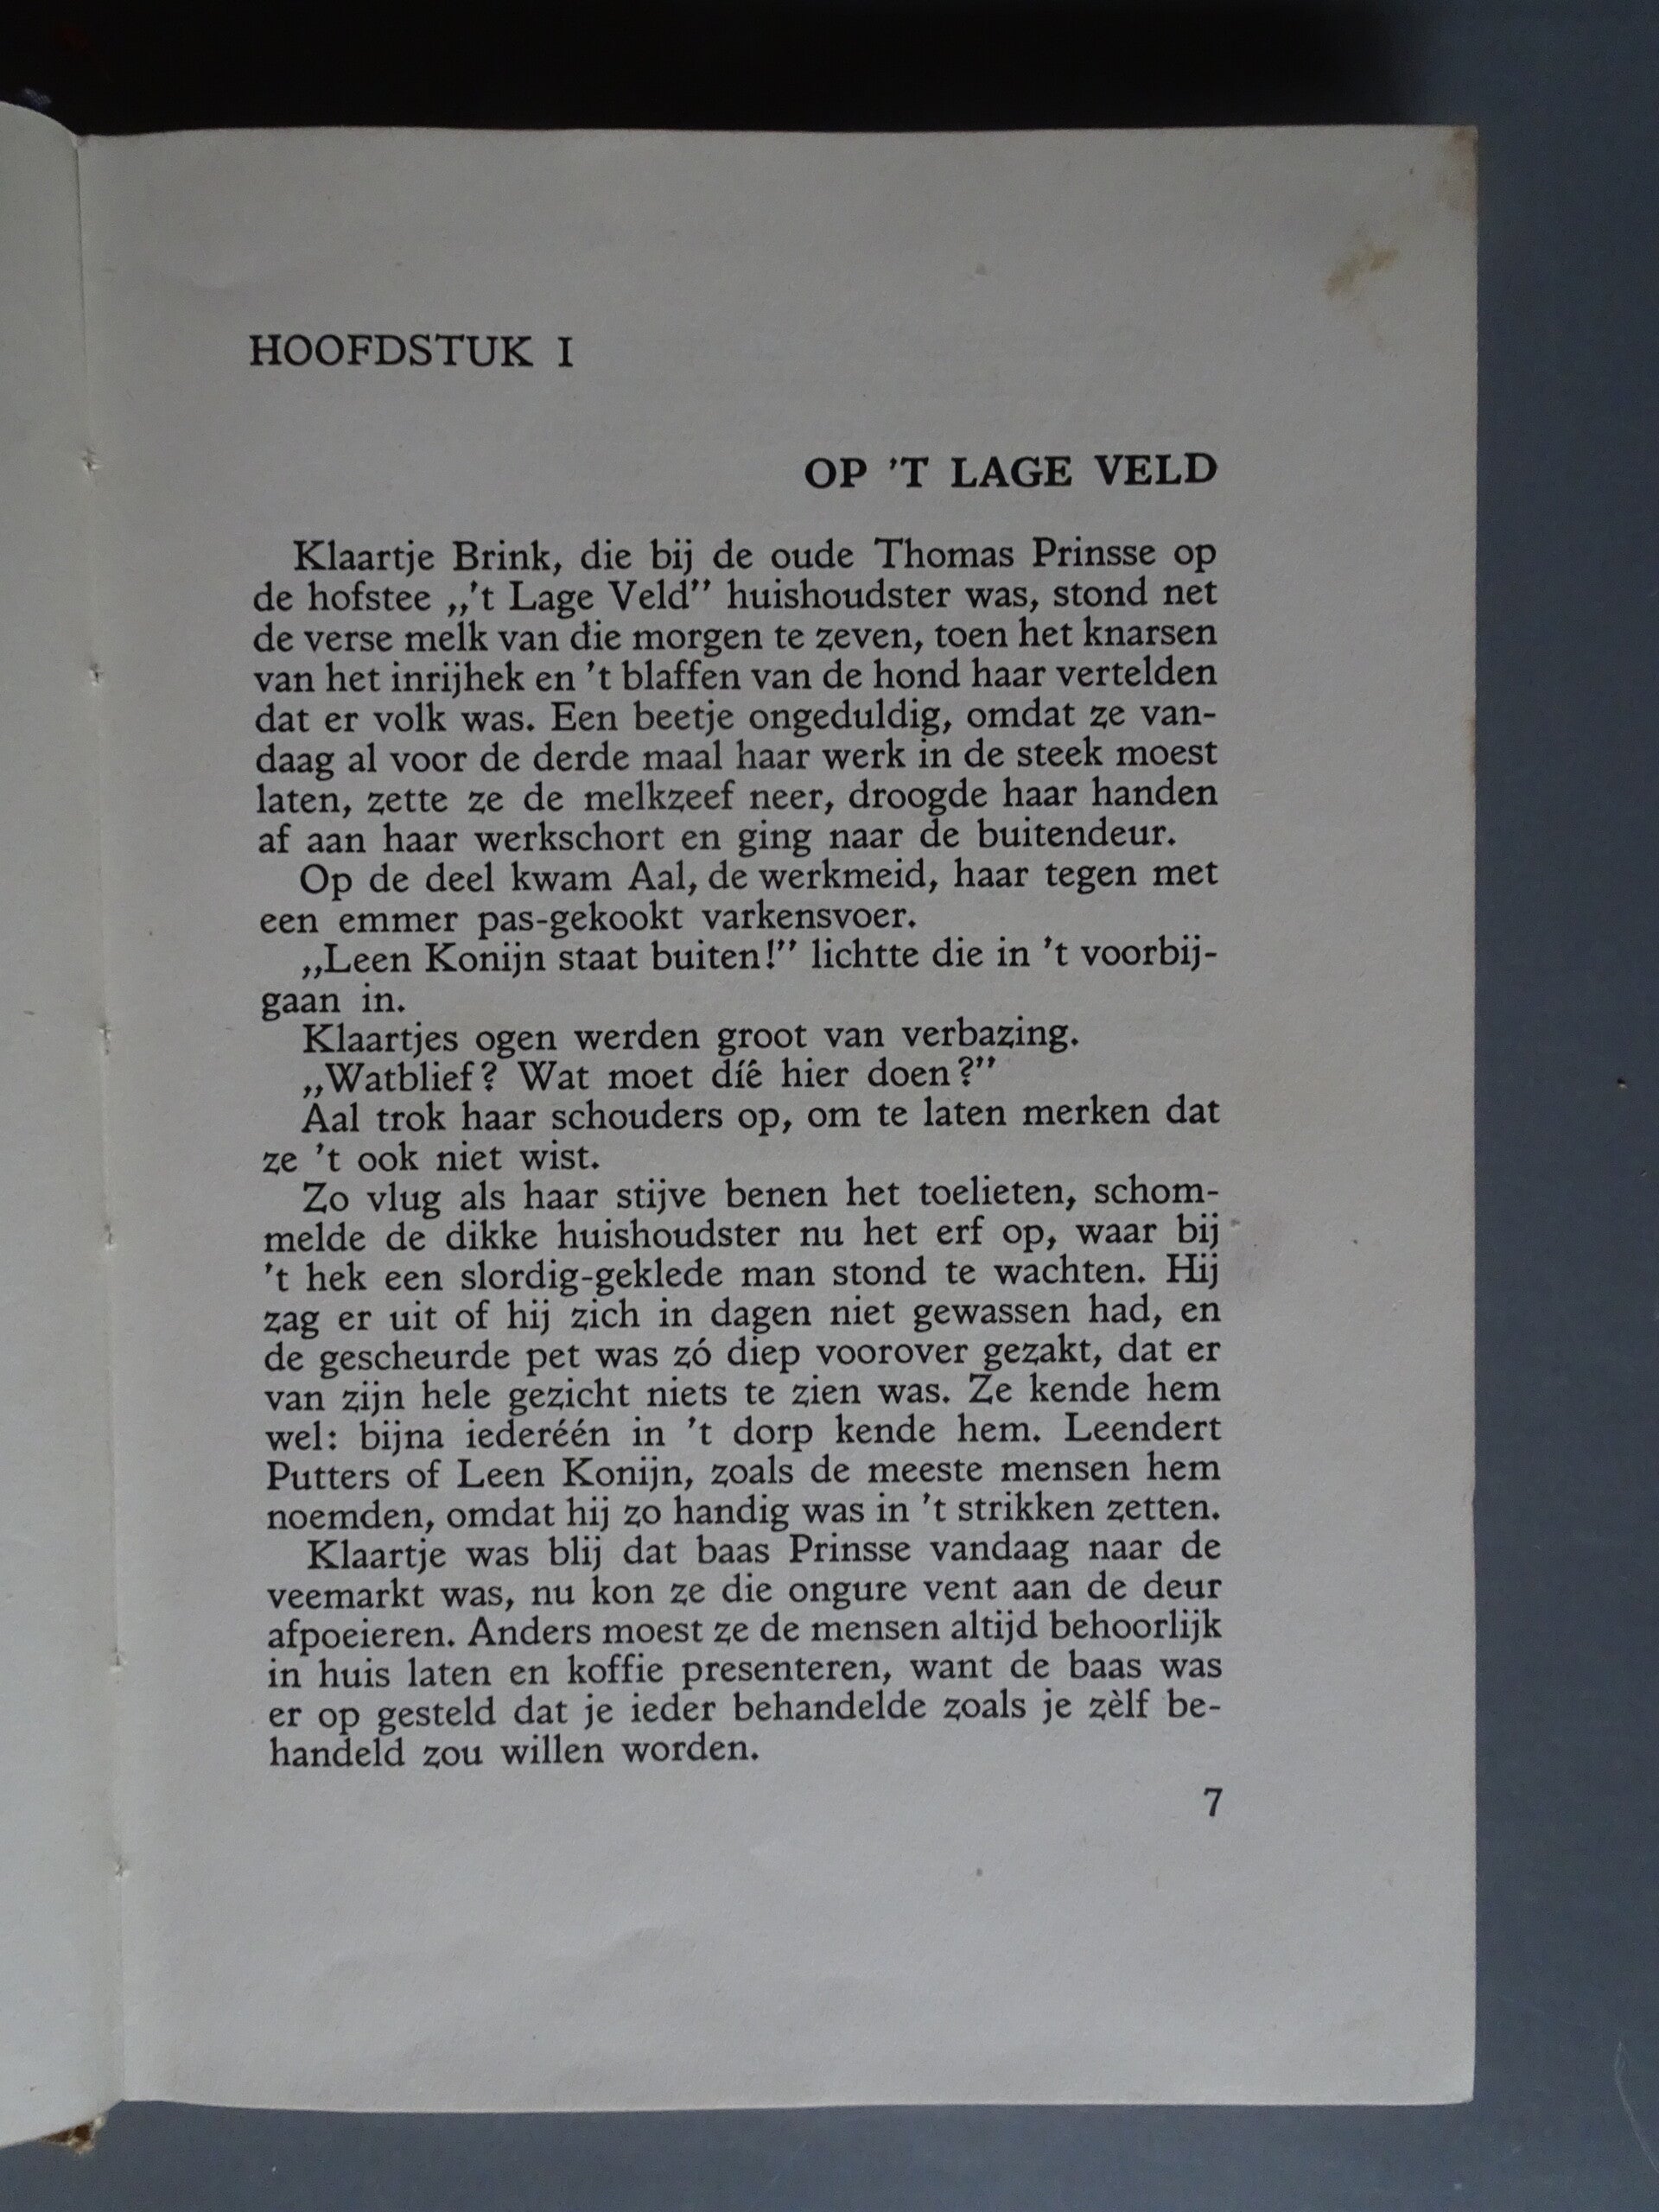 HOOFDSTUK I
OP 'T LAGE VELD
Klaartje Brink, die bij de oude Thomas Prinsse op
de hofstee „'t Lage Veld” huishoudster was, stond net
de verse melk van die morgen te zeven, toen het knarsen
van het inrijhek en 't blaffen van de hond haar vertelden
dat er volk was. Een beetje ongeduldig, omdat ze van-
daag al voor de derde maal haar werk in de steek moest
laten, zette ze de melkzeef neer, droogde haar handen
af aan haar werkschort en ging naar de buitendeur.
Op de deel kwam Aal, de werkmeid, haar tegen met
een emmer pas-gekookt varkensvoer.
„Leen Konijn staat buiten!” lichtte die in 't voorbij-
gaan in.
Klaartjes ogen werden groot van verbazing.
„Watblief? Wat moet díê hier doen?”
Aal trok haar schouders op, om te laten merken dat
ze 't ook niet wist.
Zo vlug als haar stijve benen het toelieten, schom-
melde de dikke huishoudster nu het erf op, waar bij
't hek een slordig-geklede man stond te wachten. Hij
zag er uit of hij zich in dagen niet gewassen had, en
de gescheurde pet was zó diep voorover gezakt, dat er
van zijn hele gezicht niets te zien was. Ze kende hem
wel: bijna iederéén in 't dorp kende hem. Leendert
Putters of Leen Konijn, zoals de meeste mensen hem
noemden, omdat hij zo handig was in 't strikken zetten.
Klaartje was blij dat baas Prinsse vandaag naar de
veemarkt was, nu kon ze die ongure vent aan de deur
afpoeieren. Anders moest ze de mensen altijd behoorlijk
in huis laten en koffie presenteren, want de baas was
er op gesteld dat je ieder behandelde zoals je zèlf be-
handeld zou willen worden.
7